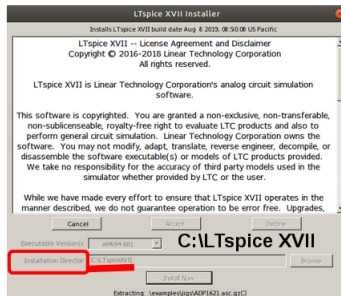 LTspice XVII Installer
Installs LTspice XVII build date Aug 8 2019, 08:50:08 US Pacific
LTspice XVII -- License Agreement and Disclaimer
Copyright © 2016-2018 Linear Technology Corporation
All rights reserved.
LTspice XVII is Linear Technology Corporation's analog circuit simulation
software.
This software is copyrighted. You are granted a non-exclusive, non-transferable,
non-sublicenseable, royalty-free right to evaluate LTC products and also to
perform general circuit simulation. Linear Technology Corporation owns the
software. You may not modify, adapt, translate, reverse engineer, decompile, or
disassemble the software executable(s) or models of LTC products provided.
We take no responsibility for the accuracy of third party models used in the
simulator whether provided by LTC or the user.
While we have made every effort to ensure that LTspice XVII operates in the
manner described, we do not guarantee operation to be error free. Upgrades,
Cancel Accept Decline
Executable Version(s) x64(64-bit) C:\LTspice XVII
Installation Director C:\LTspiceXVII Browse
Install Now
Extracting: \examples\jigs\ADP1621.asc.gz□